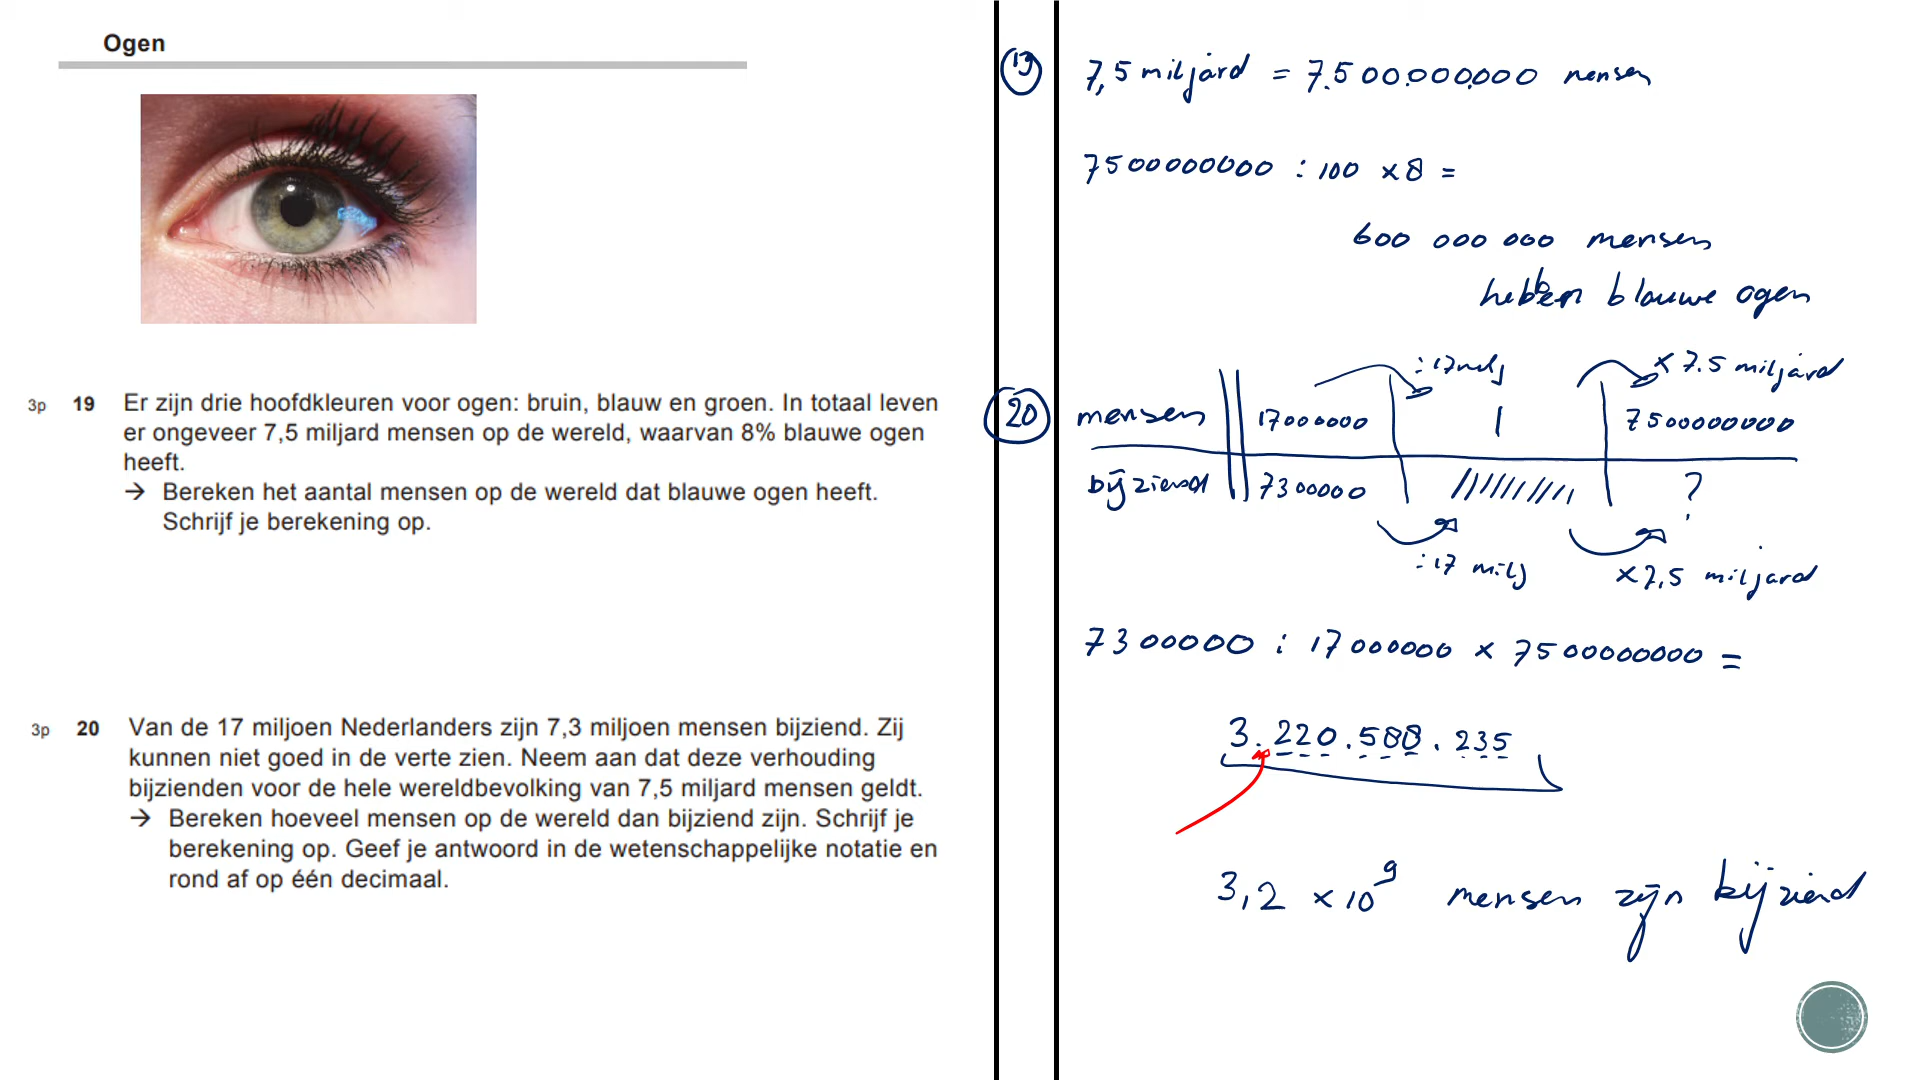 Ogen
3p 19 Er zijn drie hoofdkleuren voor ogen: bruin, blauw en groen. In totaal leven
er ongeveer 7,5 miljard mensen op de wereld, waarvan 8% blauwe ogen
heeft.
→ Bereken het aantal mensen op de wereld dat blauwe ogen heeft.
Schrijf je berekening op.
3p 20 Van de 17 miljoen Nederlanders zijn 7,3 miljoen mensen bijziend. Zij
kunnen niet goed in de verte zien. Neem aan dat deze verhouding
bijzienden voor de hele wereldbevolking van 7,5 miljard mensen geldt.
→ Bereken hoeveel mensen op de wereld dan bijziend zijn. Schrijf je
berekening op. Geef je antwoord in de wetenschappelijke notatie en
rond af op één decimaal.
19 7,5 miljard = 7.500.000.000 mensen
7500000000 : 100 x 8 =
600 000 000 mensen
hebben blauwe ogen
: 17 milj x 7.5 miljard
20 mensen 17000000 1 7500000000
bijziend 7300000 ?
: 17 milj x 7,5 miljard
7300000 : 17000000 x 7500000000 =
3.220.588.235
3,2 x 10^9 mensen zijn bijziend